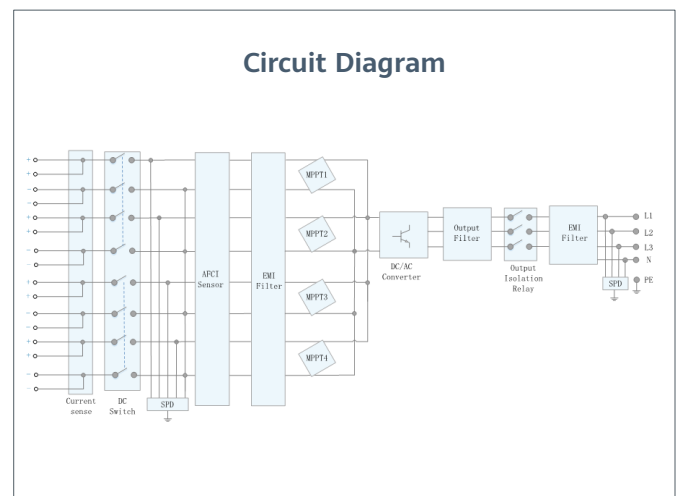 Circuit Diagram
+
+
-
-
+
+
-
-
+
+
-
-
+
+
-
-
Current
sense
DC
Switch
SPD
AFCI
Sensor
EMI
Filter
MPPT1
MPPT2
MPPT3
MPPT4
DC/AC
Converter
Output
Filter
Output
Isolation
Relay
EMI
Filter
L1
L2
L3
N
PE
SPD